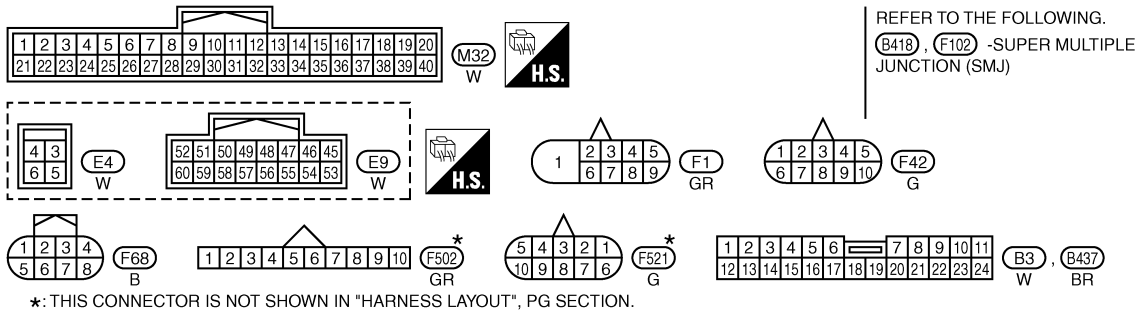 1 2 3 4 5 6 7 8 9 10 11 12 13 14 15 16 17 18 19 20
21 22 23 24 25 26 27 28 29 30 31 32 33 34 35 36 37 38 39 40
M32
W
H.S.
REFER TO THE FOLLOWING.
B418 , F102 -SUPER MULTIPLE
JUNCTION (SMJ)
4 3
6 5
E4
W
52 51 50 49 48 47 46 45
60 59 58 57 56 55 54 53
E9
W
H.S.
1
2 3 4 5
6 7 8 9
F1
GR
1 2 3 4 5
6 7 8 9 10
F42
G
1 2 3 4
5 6 7 8
F68
B
1 2 3 4 5 6 7 8 9 10
F502 *
GR
5 4 3 2 1
10 9 8 7 6
F521 *
G
1 2 3 4 5 6 7 8 9 10 11
12 13 14 15 16 17 18 19 20 21 22 23 24
B3 , B437
W BR
*: THIS CONNECTOR IS NOT SHOWN IN "HARNESS LAYOUT", PG SECTION.